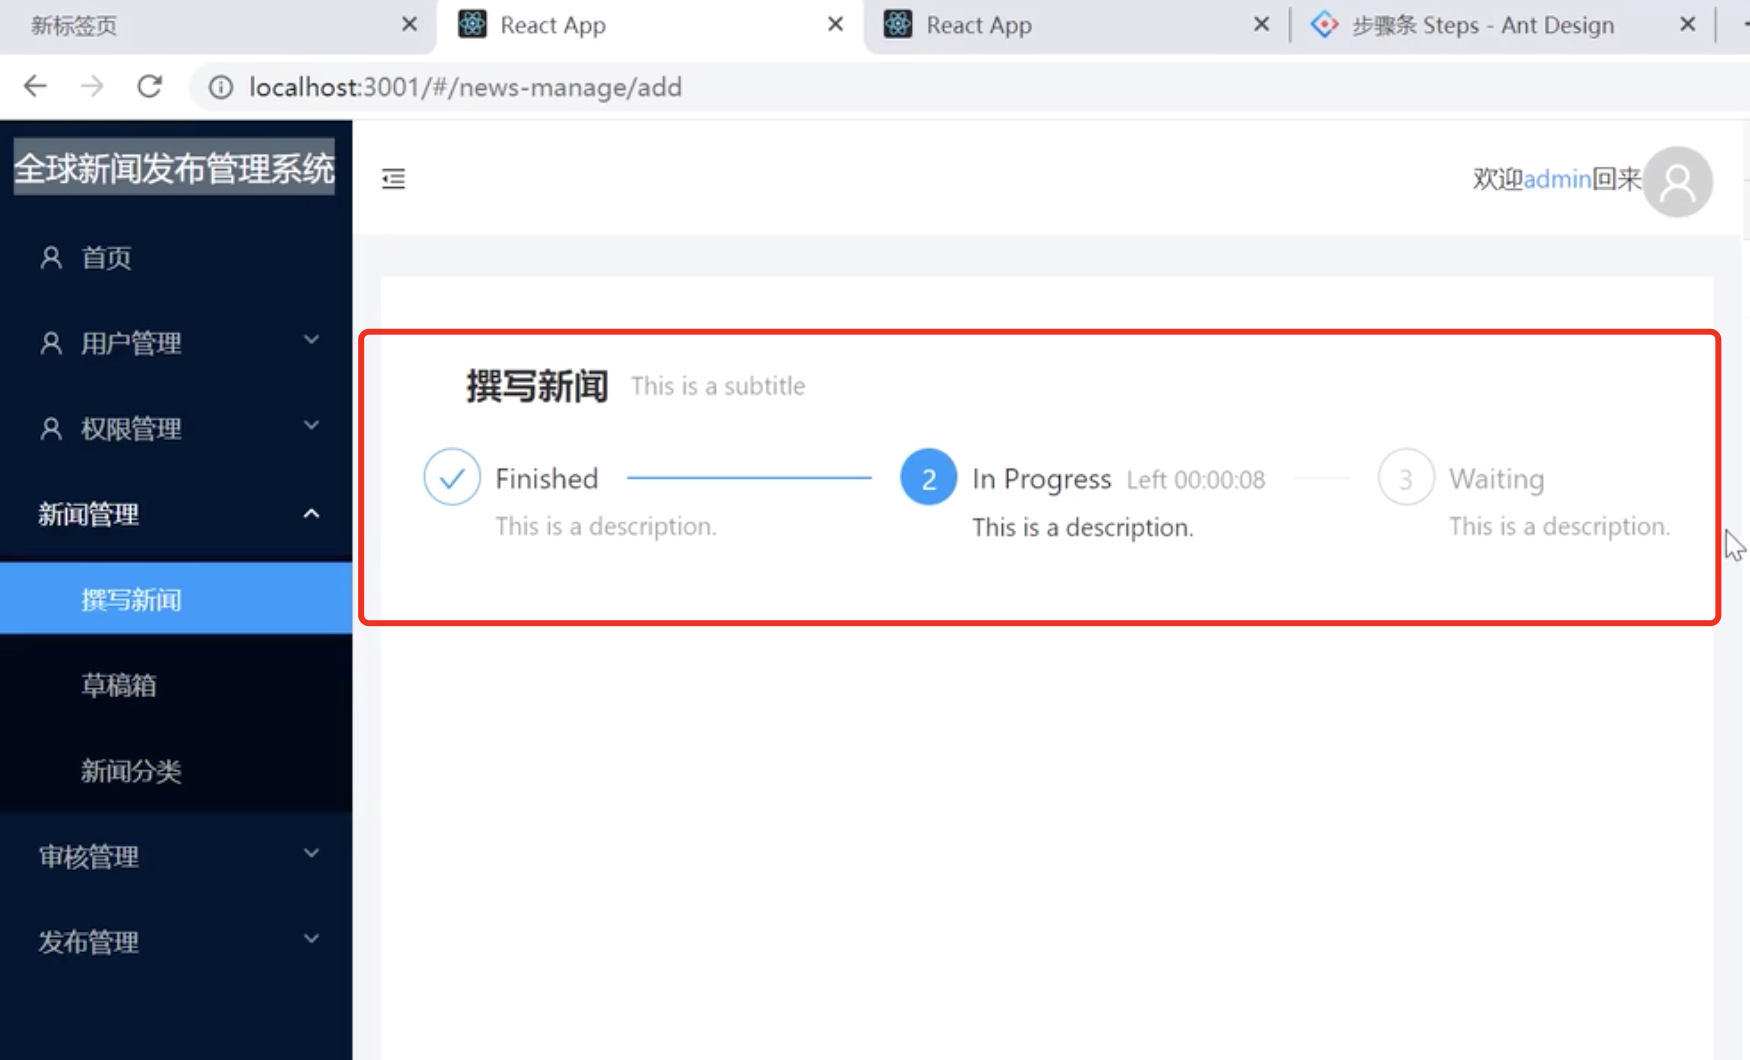 新标签页
React App
React App
步骤条 Steps - Ant Design
localhost:3001/#/news-manage/add
全球新闻发布管理系统
欢迎admin回来
首页
用户管理
权限管理
新闻管理
撰写新闻
草稿箱
新闻分类
审核管理
发布管理
撰写新闻 This is a subtitle
Finished
This is a description.
2 In Progress Left 00:00:08
This is a description.
3 Waiting
This is a description.